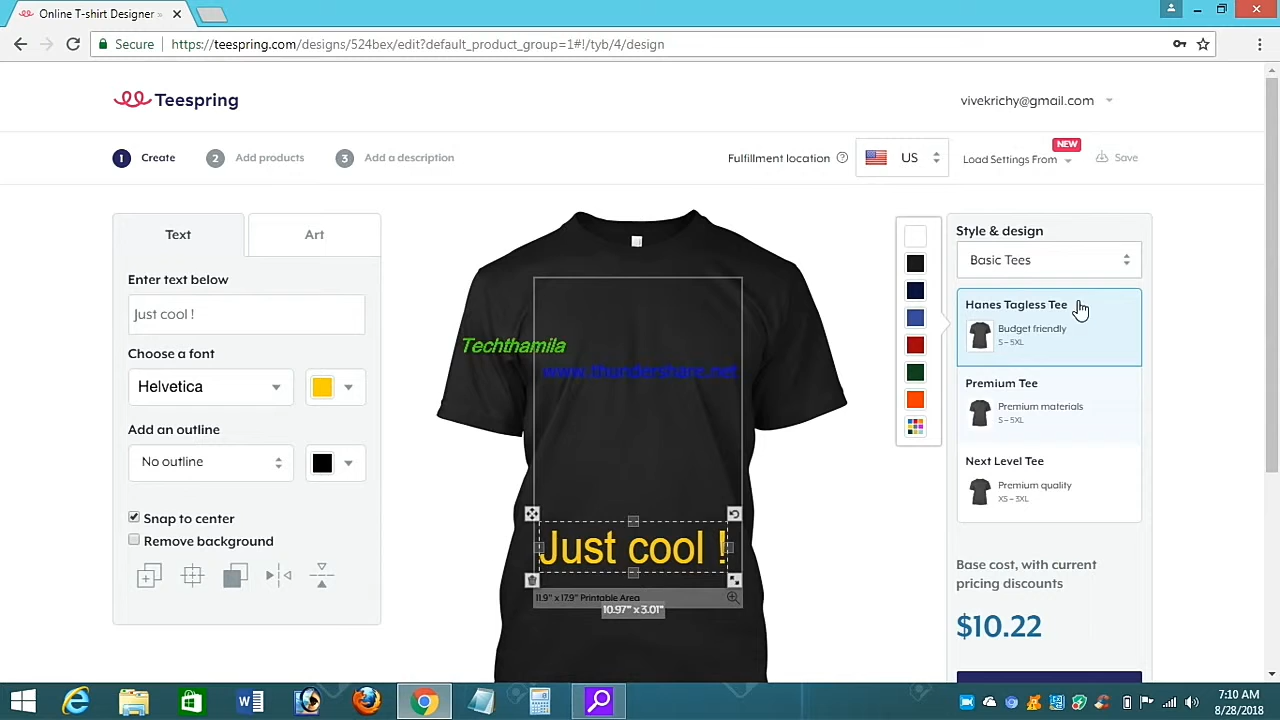 Online T-shirt Designer »
Secure
https://teespring.com/designs/524bex/edit?default_product_group=1#!/tyb/4/design
Teespring
vivekrichy@gmail.com
1 Create
2 Add products
3 Add a description
Fulfillment location
US
Load Settings From
NEW
Save
Text
Art
Enter text below
Just cool !
Choose a font
Helvetica
Add an outline
No outline
Snap to center
Remove background
Techthamila
www.ithundershare.net
Just cool !
11.9" x 17.9" Printable Area
10.97" x 3.01"
Style & design
Basic Tees
Hanes Tagless Tee
Budget friendly
S – 5XL
Premium Tee
Premium materials
S – 5XL
Next Level Tee
Premium quality
XS – 3XL
Base cost, with current
pricing discounts
$10.22
7:10 AM
8/28/2018